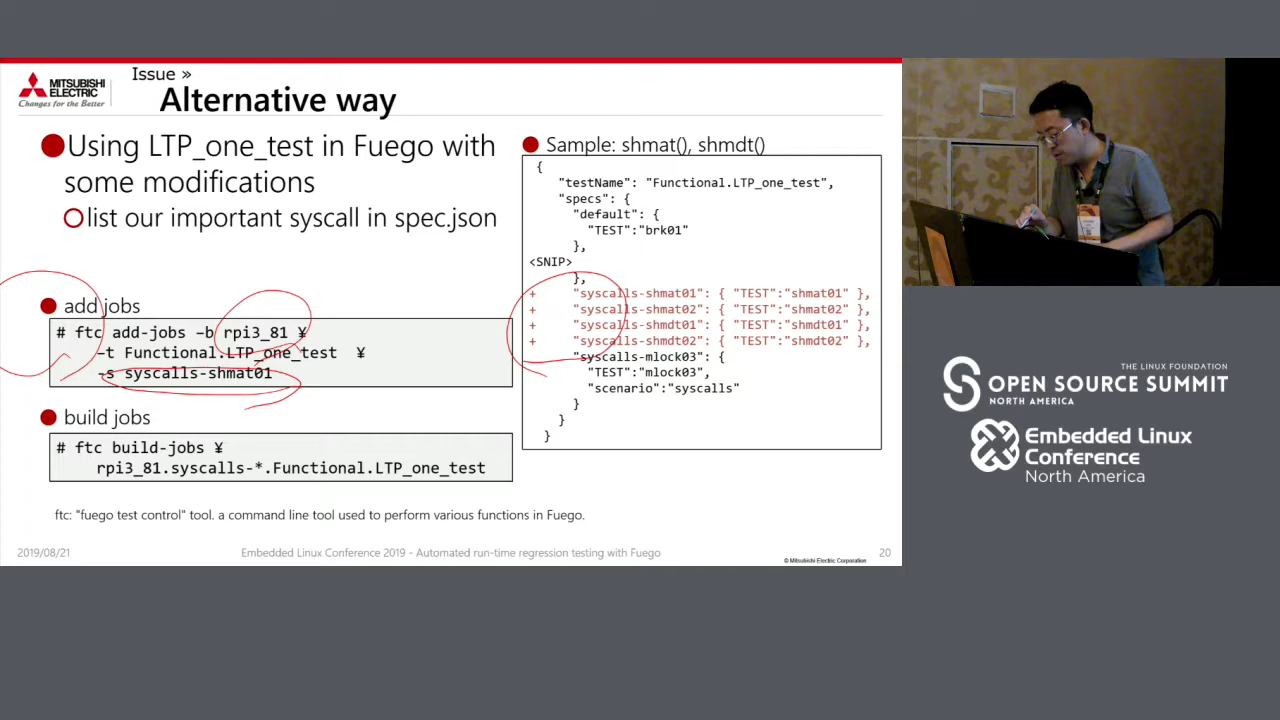 MITSUBISHI
ELECTRIC
Changes for the Better
Issue »
Alternative way
Using LTP_one_test in Fuego with
some modifications
list our important syscall in spec.json
add jobs
# ftc add-jobs –b rpi3_81 ¥
–t Functional.LTP_one_test ¥
–s syscalls-shmat01
build jobs
# ftc build-jobs ¥
rpi3_81.syscalls-*.Functional.LTP_one_test
Sample: shmat(), shmdt()
{
"testName": "Functional.LTP_one_test",
"specs": {
"default": {
"TEST":"brk01"
},
<SNIP>
},
+ "syscalls-shmat01": { "TEST":"shmat01" },
+ "syscalls-shmat02": { "TEST":"shmat02" },
+ "syscalls-shmdt01": { "TEST":"shmdt01" },
+ "syscalls-shmdt02": { "TEST":"shmdt02" },
"syscalls-mlock03": {
"TEST":"mlock03",
"scenario":"syscalls"
}
}
}
ftc: "fuego test control" tool. a command line tool used to perform various functions in Fuego.
2019/08/21
Embedded Linux Conference 2019 - Automated run-time regression testing with Fuego
20
© Mitsubishi Electric Corporation
THE LINUX FOUNDATION
OPEN SOURCE SUMMIT
NORTH AMERICA
Embedded Linux
Conference
North America